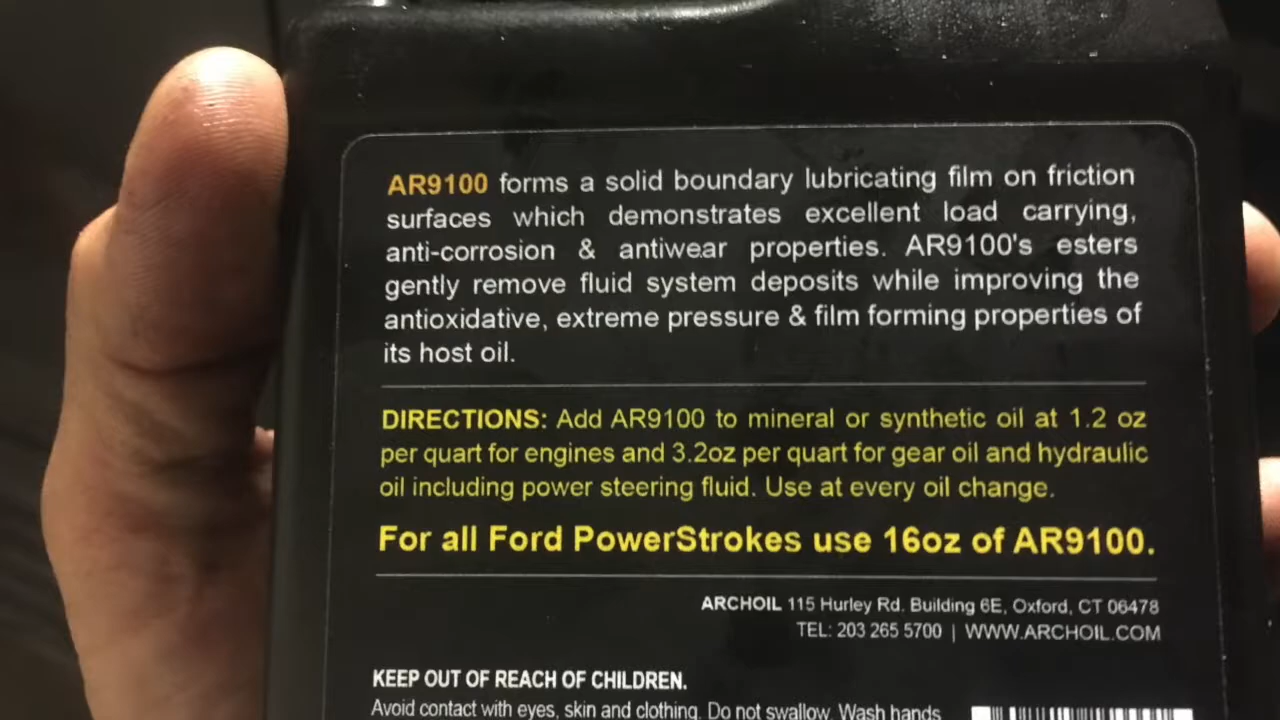 AR9100 forms a solid boundary lubricating film on friction
surfaces which demonstrates excellent load carrying,
anti-corrosion & antiwear properties. AR9100's esters
gently remove fluid system deposits while improving the
antioxidative, extreme pressure & film forming properties of
its host oil.
DIRECTIONS: Add AR9100 to mineral or synthetic oil at 1.2 oz
per quart for engines and 3.2oz per quart for gear oil and hydraulic
oil including power steering fluid. Use at every oil change.
For all Ford PowerStrokes use 16oz of AR9100.
ARCHOIL 115 Hurley Rd. Building 6E, Oxford, CT 06478
TEL: 203 265 5700 | WWW.ARCHOIL.COM
KEEP OUT OF REACH OF CHILDREN.
Avoid contact with eyes, skin and clothing. Do not swallow. Wash hands